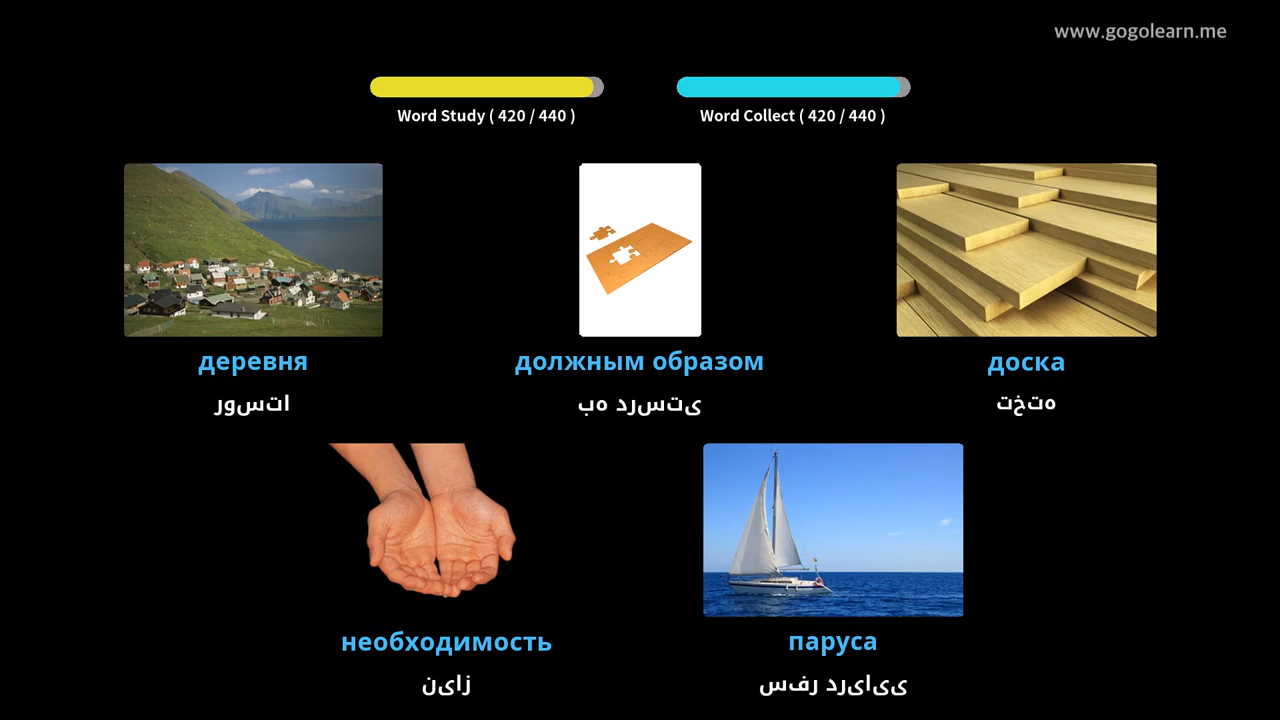 www.gogolearn.me
Word Study ( 420 / 440 )
Word Collect ( 420 / 440 )
деревня
должным образом
доска
روستا
به درستی
تخته
необходимость
паруса
نیاز
سفر دریایی